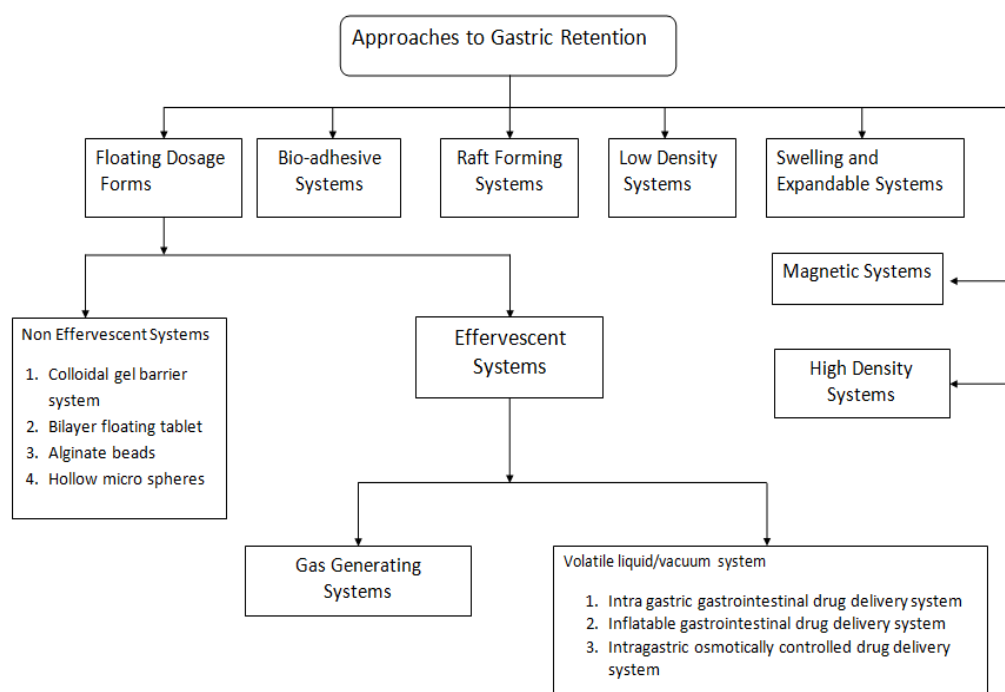 Approaches to Gastric Retention
Floating Dosage
Forms
Bio-adhesive
Systems
Raft Forming
Systems
Low Density
Systems
Swelling and
Expandable Systems
Magnetic Systems
High Density
Systems
Non Effervescent Systems
1. Colloidal gel barrier
system
2. Bilayer floating tablet
3. Alginate beads
4. Hollow micro spheres
Effervescent
Systems
Gas Generating
Systems
Volatile liquid/vacuum system
1. Intra gastric gastrointestinal drug delivery system
2. Inflatable gastrointestinal drug delivery system
3. Intragastric osmotically controlled drug delivery
system